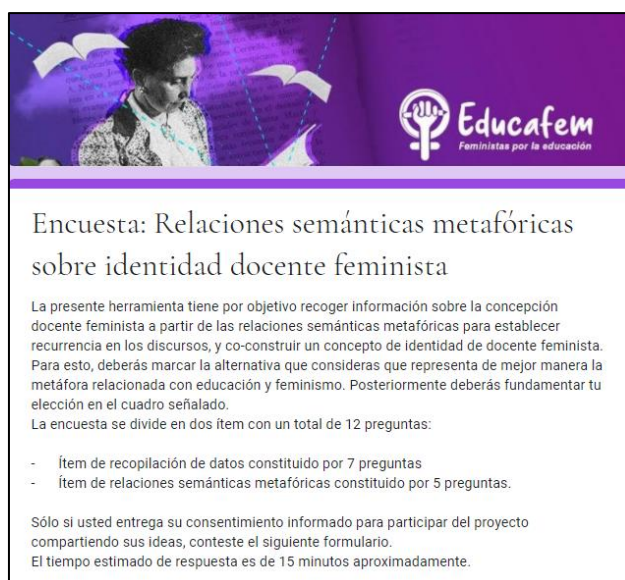 Educafem
Feministas por la educación
Encuesta: Relaciones semánticas metafóricas
sobre identidad docente feminista
La presente herramienta tiene por objetivo recoger información sobre la concepción
docente feminista a partir de las relaciones semánticas metafóricas para establecer
recurrencia en los discursos, y co-construir un concepto de identidad de docente feminista.
Para esto, deberás marcar la alternativa que consideras que representa de mejor manera la
metáfora relacionada con educación y feminismo. Posteriormente deberás fundamentar tu
elección en el cuadro señalado.
La encuesta se divide en dos ítem con un total de 12 preguntas:
- Ítem de recopilación de datos constituido por 7 preguntas
- Ítem de relaciones semánticas metafóricas constituido por 5 preguntas.
Sólo si usted entrega su consentimiento informado para participar del proyecto
compartiendo sus ideas, conteste el siguiente formulario.
El tiempo estimado de respuesta es de 15 minutos aproximadamente.